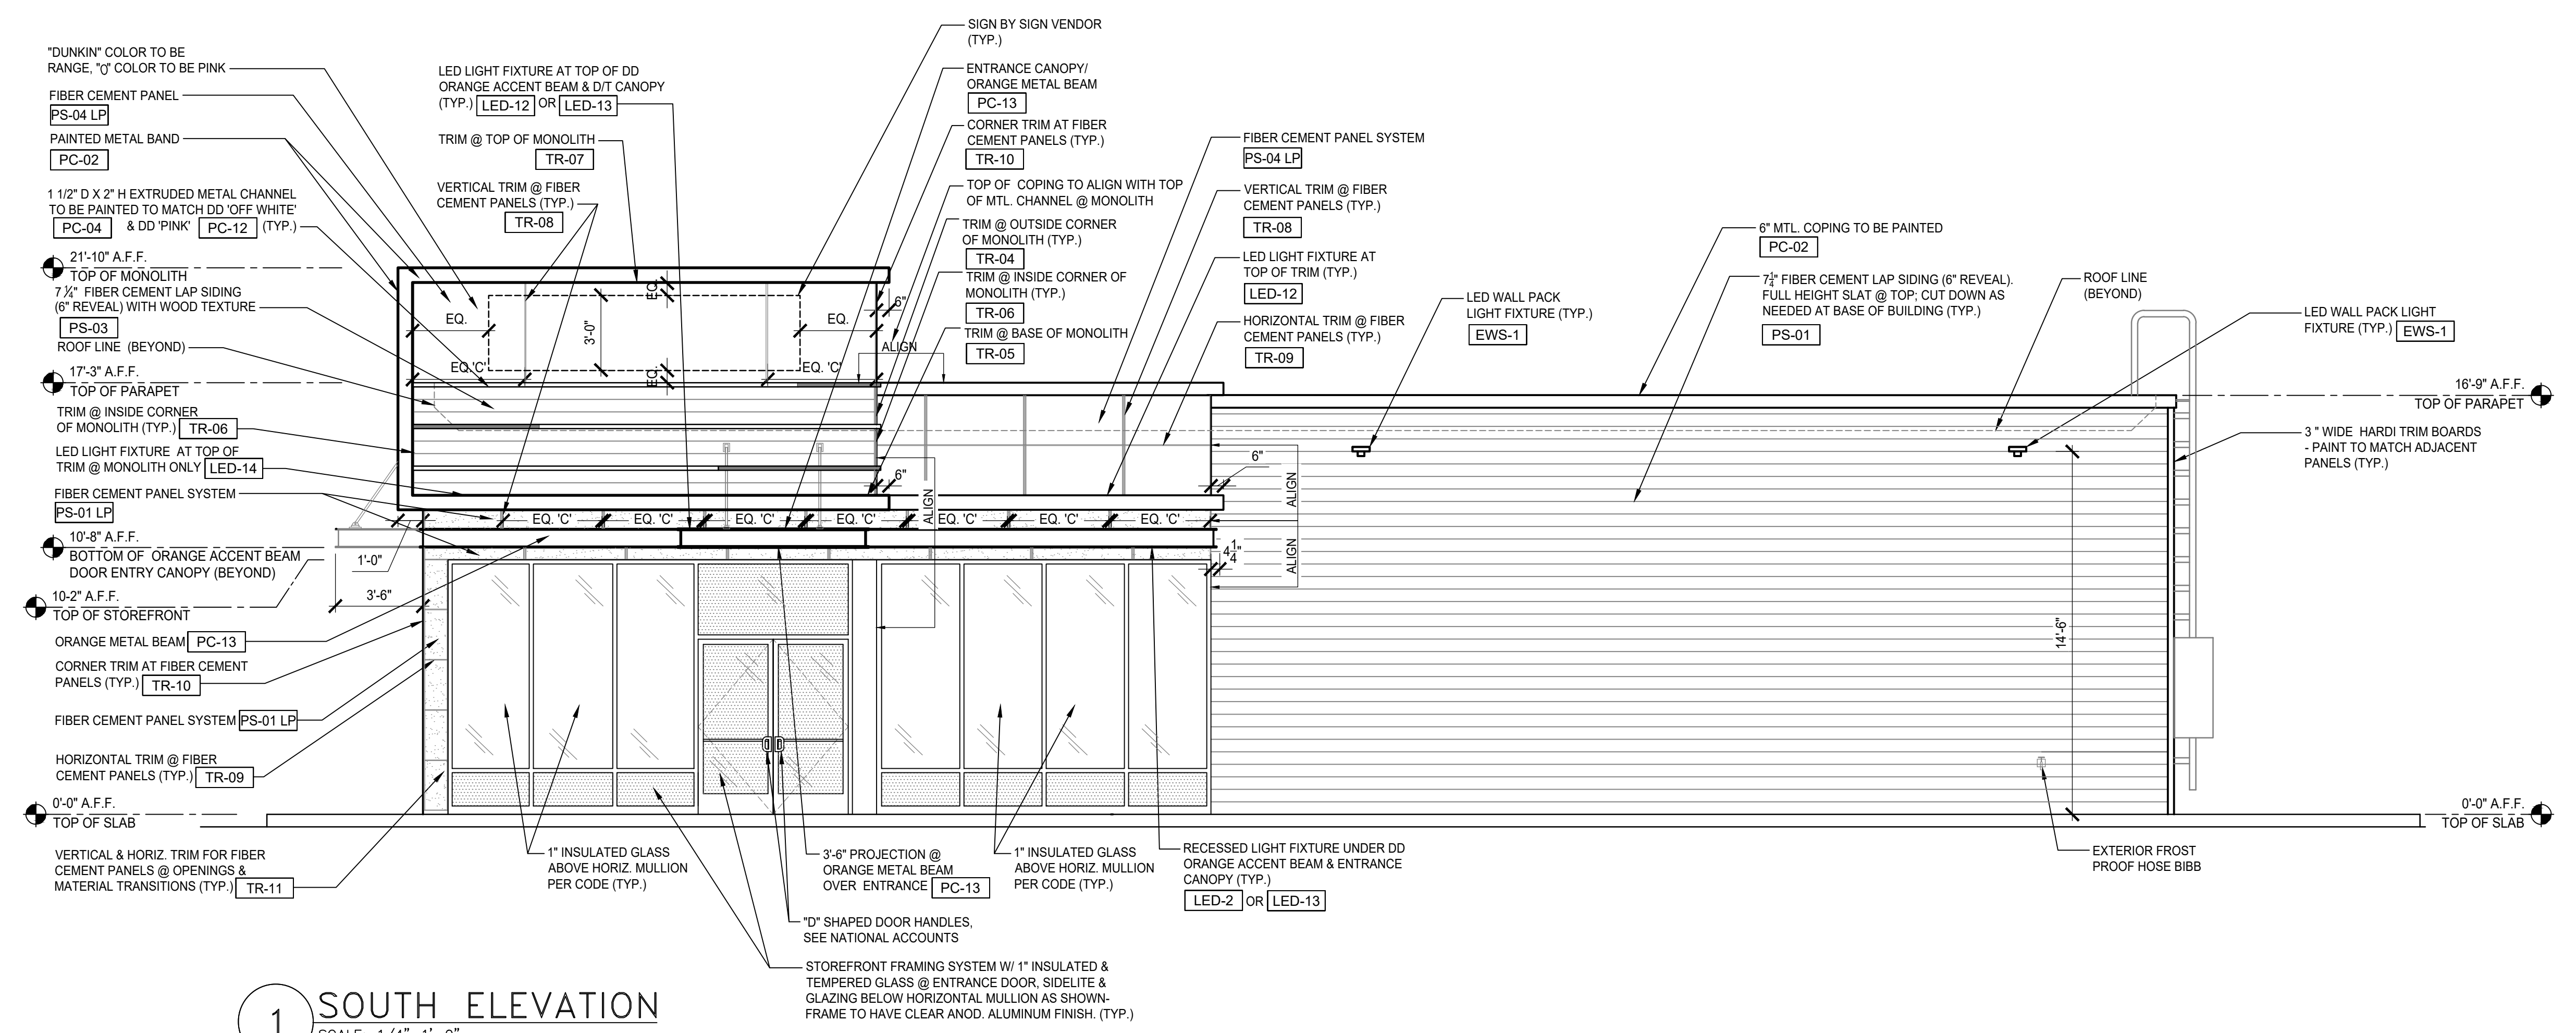 "DUNKIN" COLOR TO BE
RANGE, "O" COLOR TO BE PINK
FIBER CEMENT PANEL
PS-04 LP
PAINTED METAL BAND
PC-02
1 1/2" D X 2" H EXTRUDED METAL CHANNEL
TO BE PAINTED TO MATCH DD 'OFF WHITE'
PC-04 & DD 'PINK' PC-12 (TYP.)
21'-10" A.F.F.
TOP OF MONOLITH
7 1/4" FIBER CEMENT LAP SIDING
(6" REVEAL) WITH WOOD TEXTURE
PS-03
ROOF LINE (BEYOND)
17'-3" A.F.F.
TOP OF PARAPET
TRIM @ INSIDE CORNER
OF MONOLITH (TYP.) TR-06
LED LIGHT FIXTURE AT TOP OF
TRIM @ MONOLITH ONLY LED-14
FIBER CEMENT PANEL SYSTEM
PS-01 LP
10'-8" A.F.F.
BOTTOM OF ORANGE ACCENT BEAM
DOOR ENTRY CANOPY (BEYOND)
10-2" A.F.F.
TOP OF STOREFRONT
ORANGE METAL BEAM PC-13
CORNER TRIM AT FIBER CEMENT
PANELS (TYP.) TR-10
FIBER CEMENT PANEL SYSTEM PS-01 LP
HORIZONTAL TRIM @ FIBER
CEMENT PANELS (TYP.) TR-09
0'-0" A.F.F.
TOP OF SLAB
VERTICAL & HORIZ. TRIM FOR FIBER
CEMENT PANELS @ OPENINGS &
MATERIAL TRANSITIONS (TYP.) TR-11
LED LIGHT FIXTURE AT TOP OF DD
ORANGE ACCENT BEAM & D/T CANOPY
(TYP.) LED-12 OR LED-13
TRIM @ TOP OF MONOLITH
TR-07
VERTICAL TRIM @ FIBER
CEMENT PANELS (TYP.)
TR-08
SIGN BY SIGN VENDOR
(TYP.)
ENTRANCE CANOPY/
ORANGE METAL BEAM
PC-13
CORNER TRIM AT FIBER
CEMENT PANELS (TYP.)
TR-10
TOP OF COPING TO ALIGN WITH TOP
OF MTL. CHANNEL @ MONOLITH
TRIM @ OUTSIDE CORNER
OF MONOLITH (TYP.)
TR-04
TRIM @ INSIDE CORNER OF
MONOLITH (TYP.)
TR-06
TRIM @ BASE OF MONOLITH
TR-05
FIBER CEMENT PANEL SYSTEM
PS-04 LP
VERTICAL TRIM @ FIBER
CEMENT PANELS (TYP.)
TR-08
LED LIGHT FIXTURE AT
TOP OF TRIM (TYP.)
LED-12
HORIZONTAL TRIM @ FIBER
CEMENT PANELS (TYP.)
TR-09
LED WALL PACK
LIGHT FIXTURE (TYP.)
EWS-1
6" MTL. COPING TO BE PAINTED
PC-02
7 1/4" FIBER CEMENT LAP SIDING (6" REVEAL).
FULL HEIGHT SLAT @ TOP; CUT DOWN AS
NEEDED AT BASE OF BUILDING (TYP.)
PS-01
ROOF LINE
(BEYOND)
LED WALL PACK LIGHT
FIXTURE (TYP.) EWS-1
16'-9" A.F.F.
TOP OF PARAPET
3 " WIDE HARDI TRIM BOARDS
- PAINT TO MATCH ADJACENT
PANELS (TYP.)
0'-0" A.F.F.
TOP OF SLAB
EQ.
EQ.
EQ.
3'-0"
6"
EQ.'C'
EQ.
EQ. 'C'
ALIGN
6"
ALIGN
6"
ALIGN
ALIGN
EQ. 'C'
EQ. 'C'
EQ. 'C'
EQ. 'C'
EQ. 'C'
EQ. 'C'
EQ. 'C'
4 1/4"
1'-0"
3'-6"
14'-6"
1" INSULATED GLASS
ABOVE HORIZ. MULLION
PER CODE (TYP.)
3'-6" PROJECTION @
ORANGE METAL BEAM
OVER ENTRANCE PC-13
1" INSULATED GLASS
ABOVE HORIZ. MULLION
PER CODE (TYP.)
RECESSED LIGHT FIXTURE UNDER DD
ORANGE ACCENT BEAM & ENTRANCE
CANOPY (TYP.)
LED-2 OR LED-13
EXTERIOR FROST
PROOF HOSE BIBB
"D" SHAPED DOOR HANDLES,
SEE NATIONAL ACCOUNTS
STOREFRONT FRAMING SYSTEM W/ 1" INSULATED &
TEMPERED GLASS @ ENTRANCE DOOR, SIDELITE &
GLAZING BELOW HORIZONTAL MULLION AS SHOWN-
FRAME TO HAVE CLEAR ANOD. ALUMINUM FINISH. (TYP.)
1
SOUTH ELEVATION